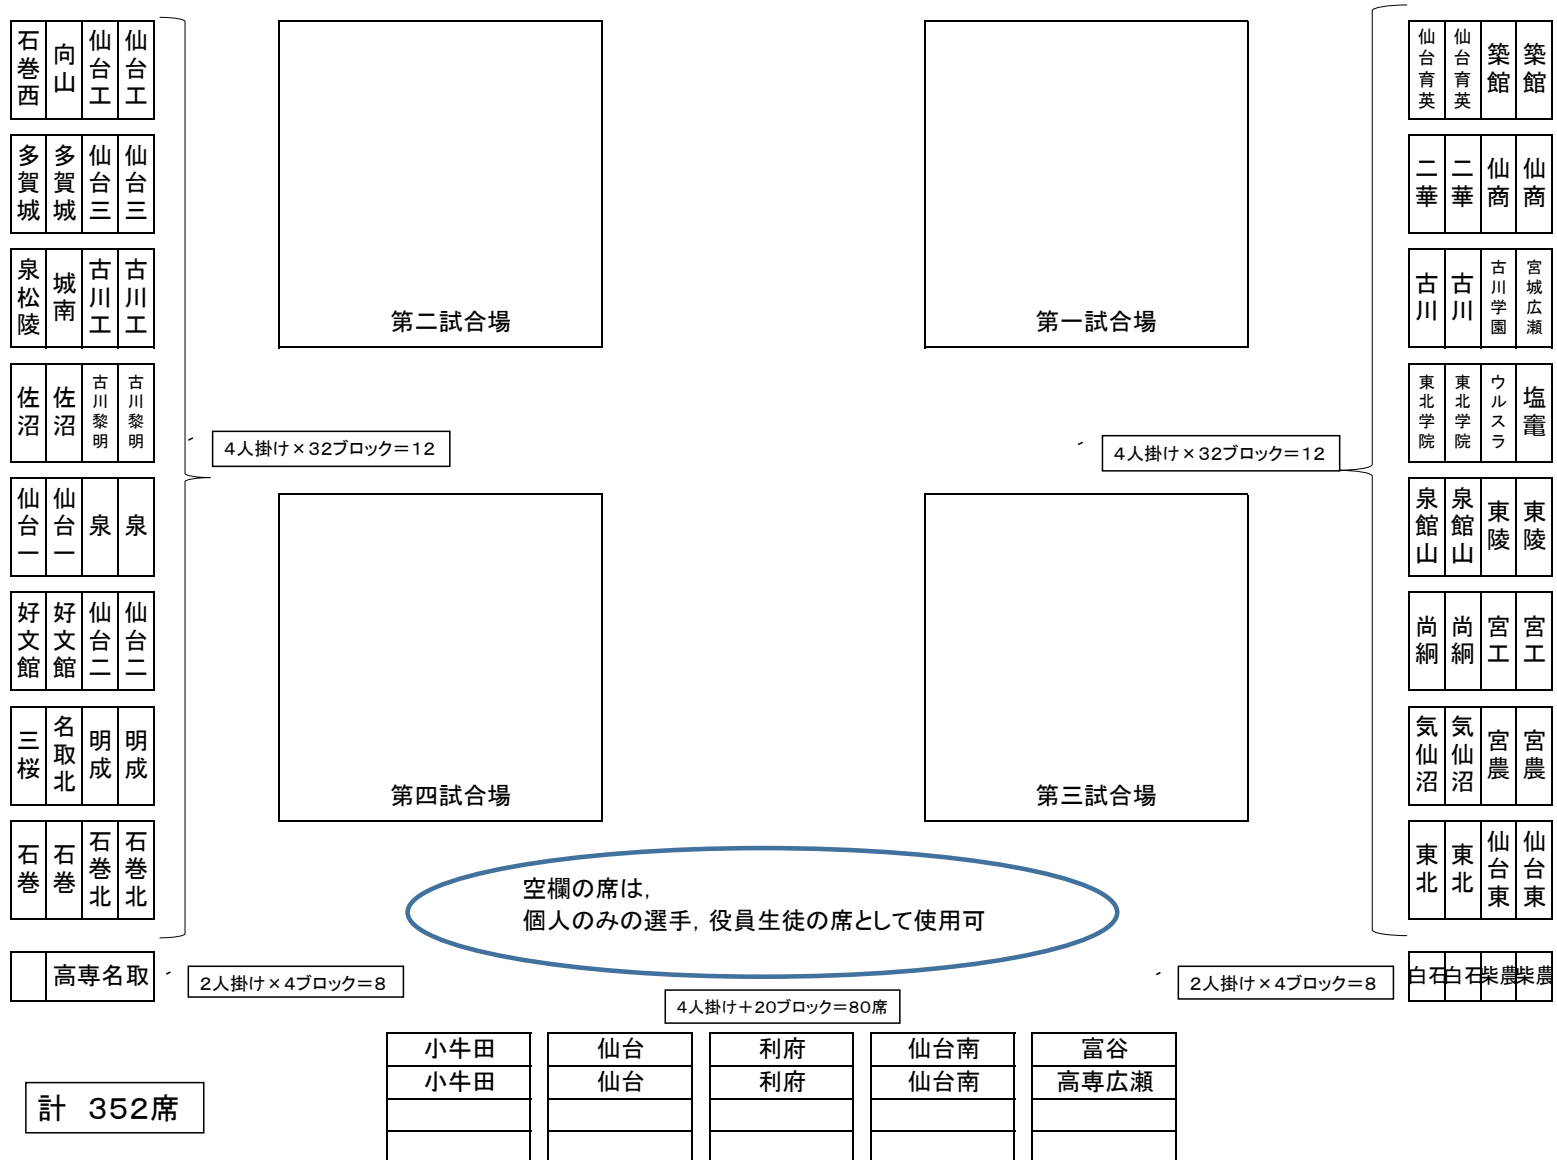 石巻西 向山 仙台工 仙台工
多賀城 多賀城 仙台三 仙台三
泉松陵 城南 古川工 古川工
佐沼 佐沼 古川黎明 古川黎明
仙台一 仙台一 泉 泉
好文館 好文館 仙台二 仙台二
三桜 名取北 明成 明成
石巻 石巻 石巻北 石巻北
高専名取
第二試合場
第一試合場
4人掛け×32ブロック＝12
4人掛け×32ブロック＝12
第四試合場
第三試合場
仙台育英 仙台育英 築館 築館
二華 二華 仙商 仙商
古川 古川 古川学園 宮城広瀬
東北学院 東北学院 ウルスラ 塩竈
泉館山 泉館山 東陵 東陵
尚絅 尚絅 宮工 宮工
気仙沼 気仙沼 宮農 宮農
東北 東北 仙台東 仙台東
白石 白石 柴農 柴農
空欄の席は，
個人のみの選手，役員生徒の席として使用可
2人掛け×4ブロック＝8
2人掛け×4ブロック＝8
4人掛け＋20ブロック＝80席
小牛田 仙台 利府 仙台南 富谷
小牛田 仙台 利府 仙台南 高専広瀬
計　352席